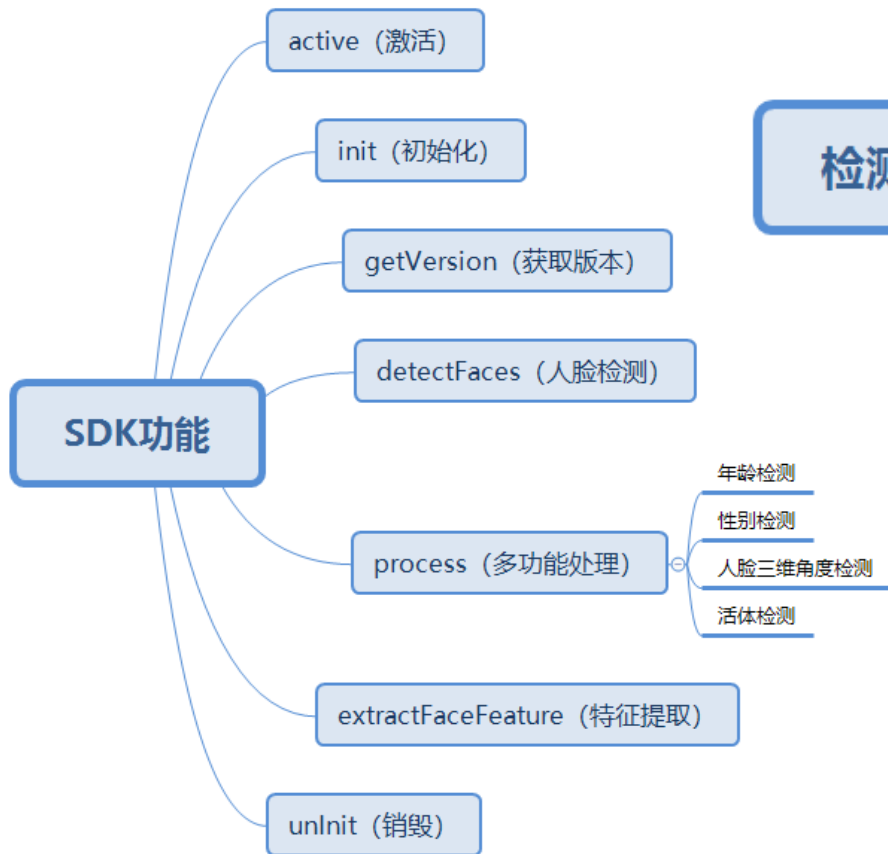 active（激活）
init（初始化）
检测
getVersion（获取版本）
detectFaces（人脸检测）
SDK功能
年龄检测
性别检测
process（多功能处理）
人脸三维角度检测
活体检测
extractFaceFeature（特征提取）
unInit（销毁）